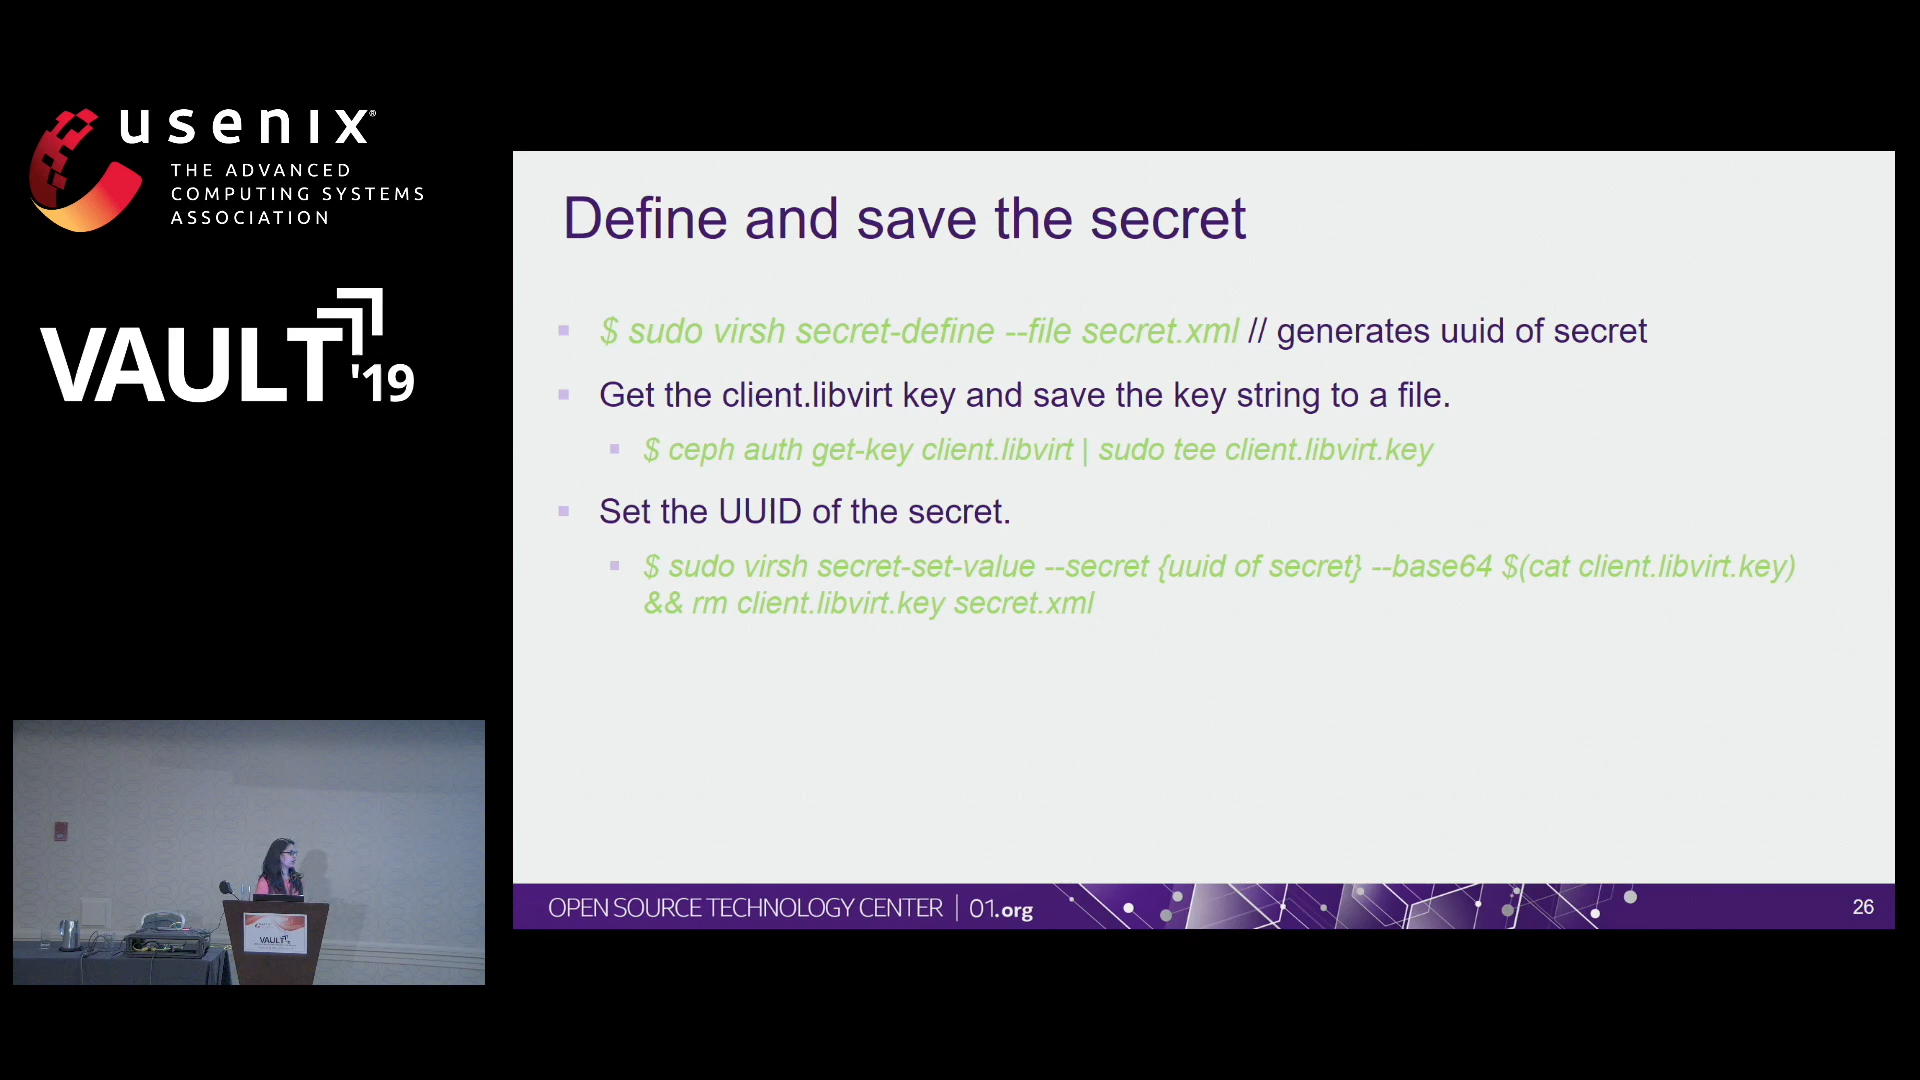 usenix®
THE ADVANCED
COMPUTING SYSTEMS
ASSOCIATION
VAULT '19
Define and save the secret
$ sudo virsh secret-define --file secret.xml // generates uuid of secret
Get the client.libvirt key and save the key string to a file.
$ ceph auth get-key client.libvirt | sudo tee client.libvirt.key
Set the UUID of the secret.
$ sudo virsh secret-set-value --secret {uuid of secret} --base64 $(cat client.libvirt.key)
&& rm client.libvirt.key secret.xml
OPEN SOURCE TECHNOLOGY CENTER | 01.org
26
VAULT